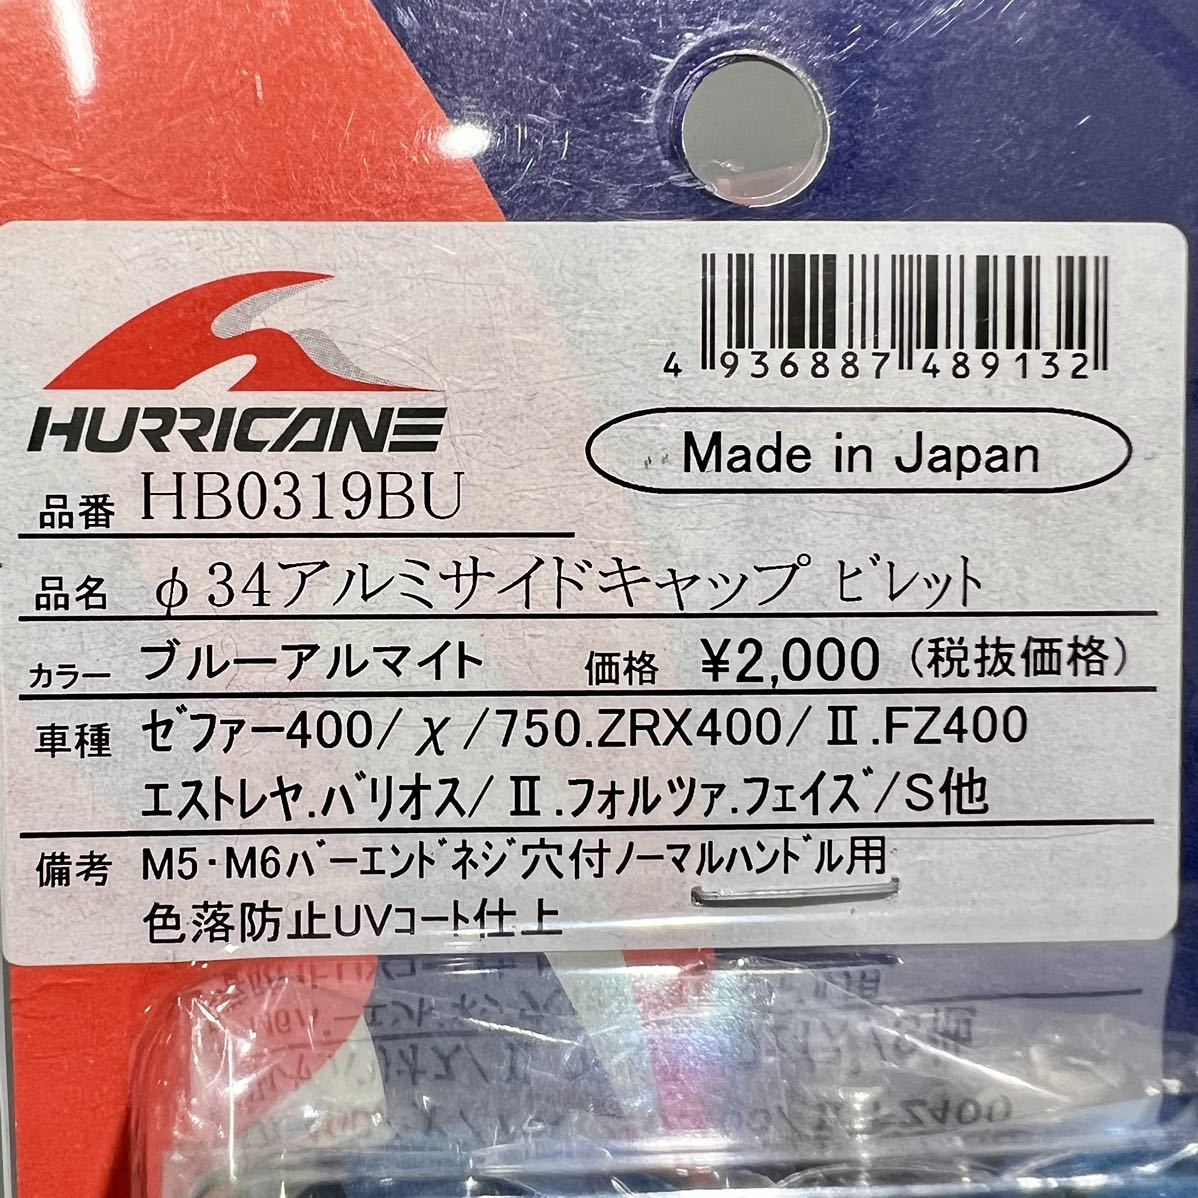 HURRICANE
4 936887 489132
Made in Japan
品番 HB0319BU
品名 φ34アルミサイドキャップ ビレット
カラー ブルーアルマイト 価格 ¥2,000 (税抜価格)
車種 ゼファー400/χ/750.ZRX400/Ⅱ.FZ400
エストレヤ.バリオス/Ⅱ.フォルツァ.フェイズ/S他
備考 M5・M6バーエンドネジ穴付ノーマルハンドル用
色落防止UVコート仕上